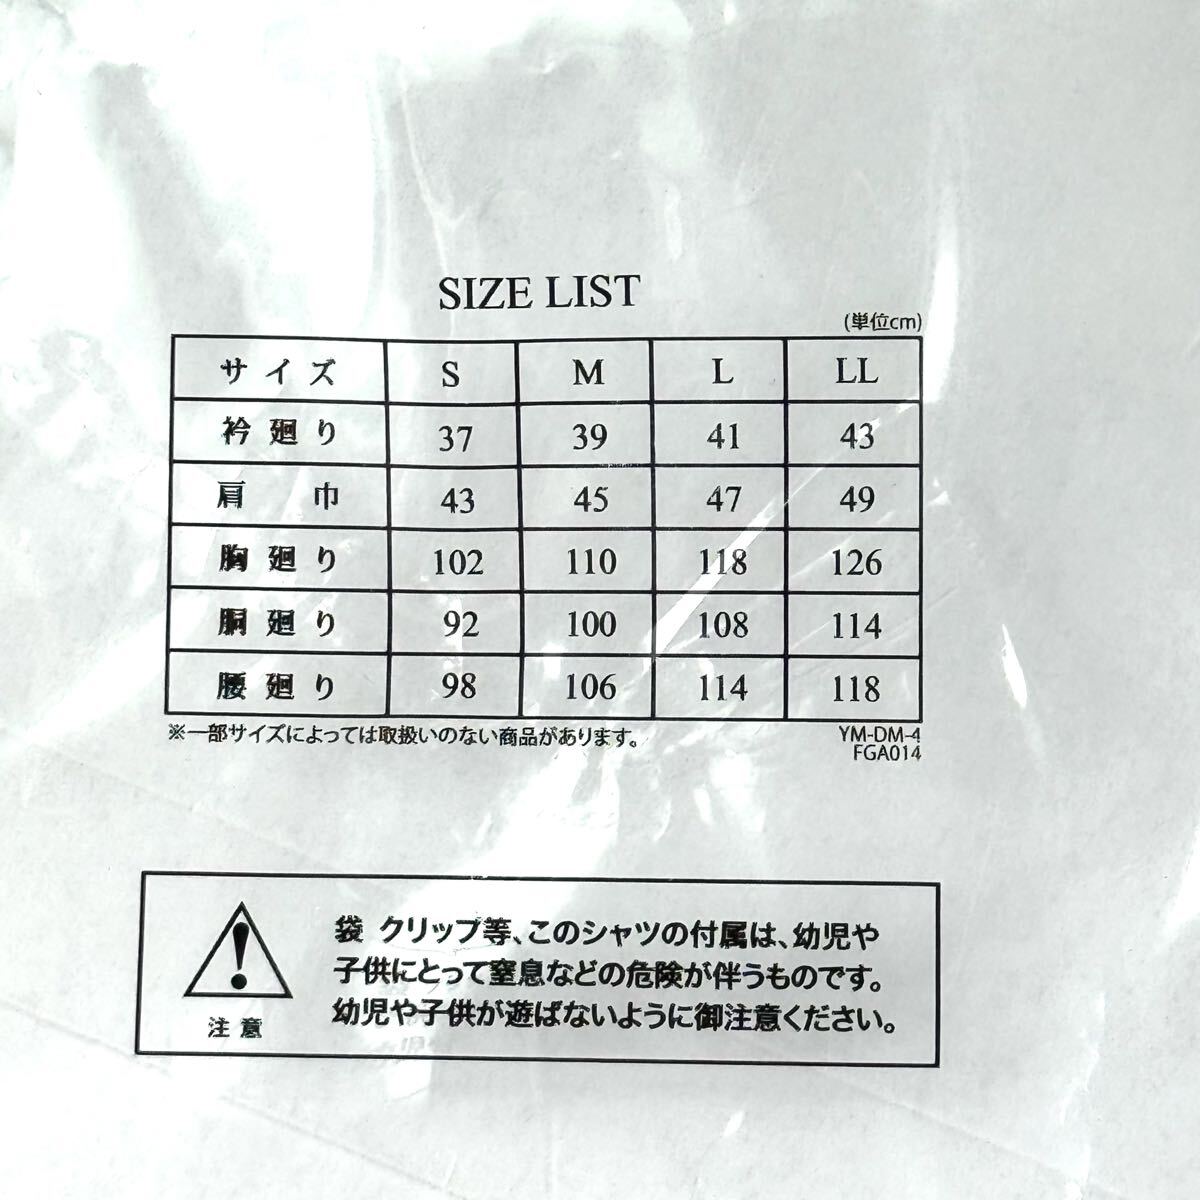 SIZE LIST
(単位cm)
サイズ S M L LL
衿廻り 37 39 41 43
肩巾 43 45 47 49
胸廻り 102 110 118 126
胴廻り 92 100 108 114
腰廻り 98 106 114 118
※一部サイズによっては取扱いのない商品があります。
YM-DM-4
FGA014
袋 クリップ等、このシャツの付属は、幼児や
子供にとって窒息などの危険が伴うものです。
幼児や子供が遊ばないように御注意ください。
注意